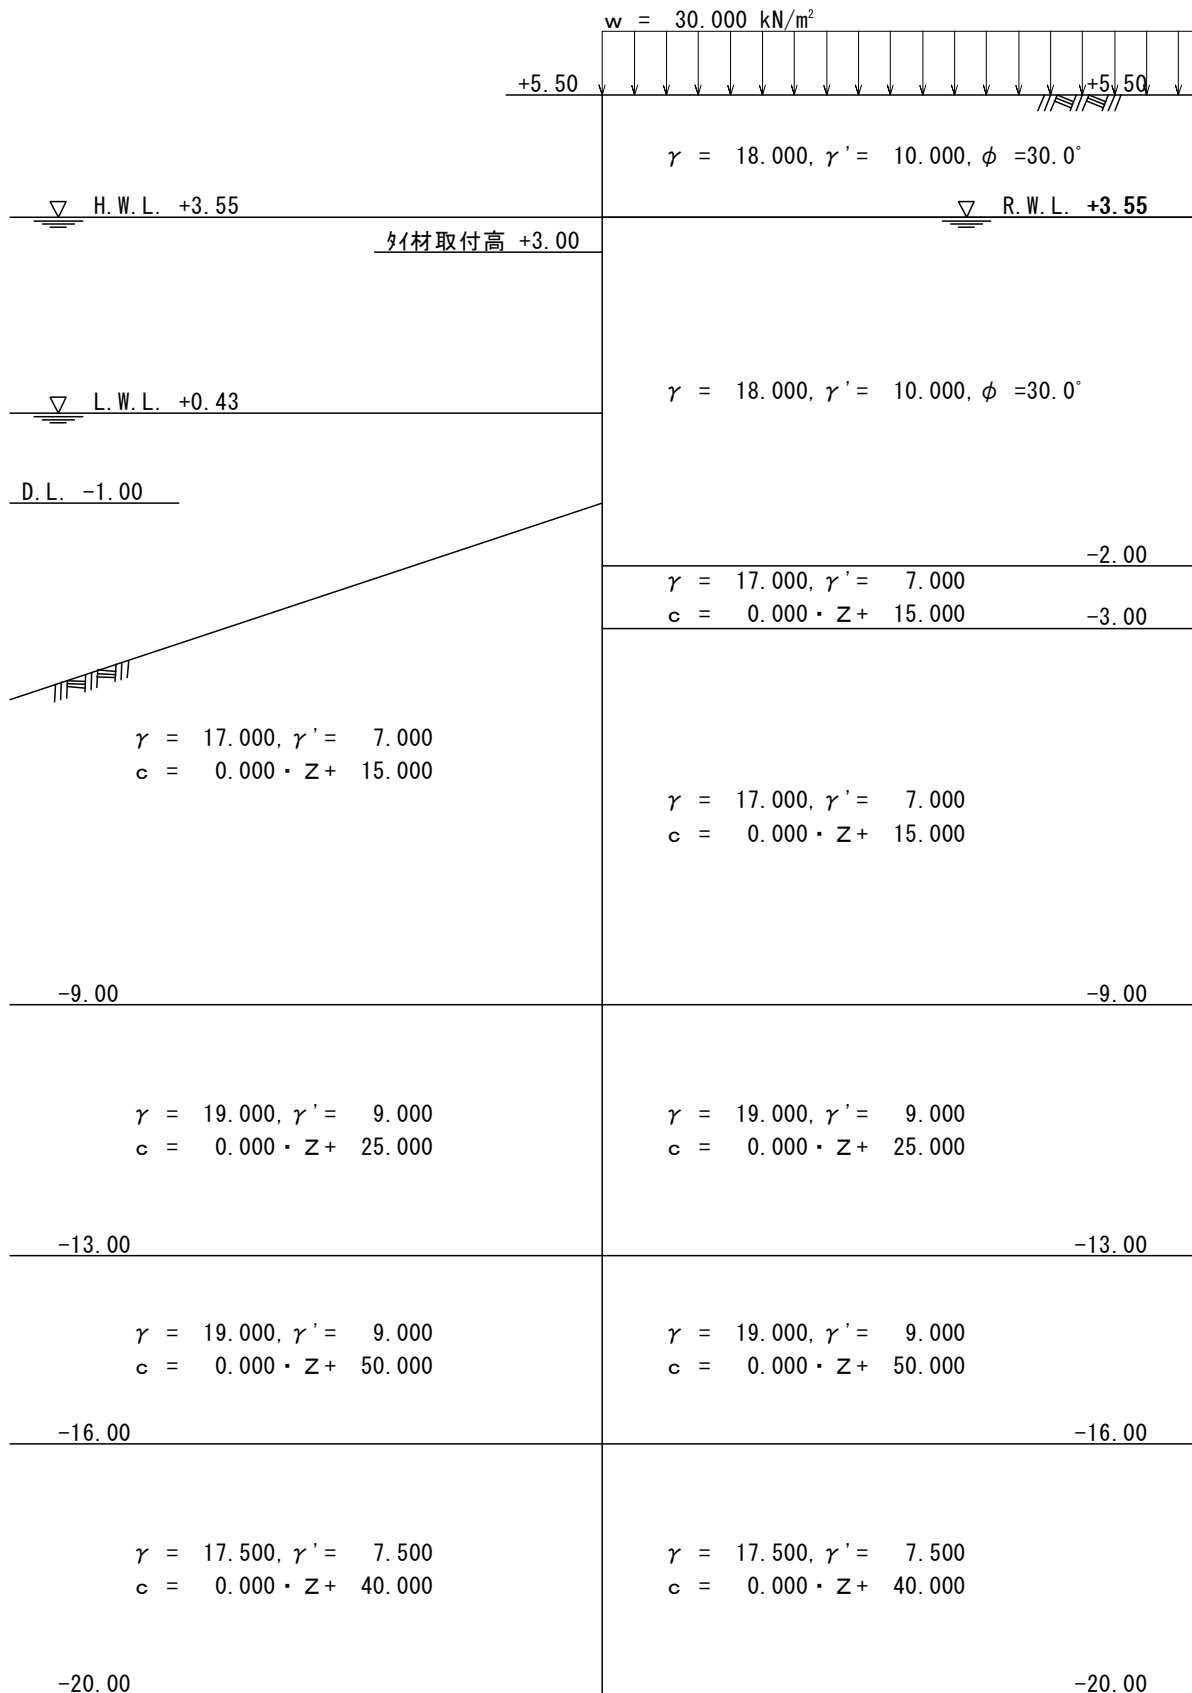 w = 30.000 kN/m²
+5.50 +5.50
γ = 18.000, γ'= 10.000, φ =30.0°
H.W.L. +3.55 R.W.L. +3.55
ﾀｲ材取付高 +3.00
L.W.L. +0.43 γ = 18.000, γ'= 10.000, φ =30.0°
D.L. -1.00
-2.00
γ = 17.000, γ'= 7.000
c = 0.000・Z+ 15.000 -3.00
γ = 17.000, γ'= 7.000
c = 0.000・Z+ 15.000
γ = 17.000, γ'= 7.000
c = 0.000・Z+ 15.000
-9.00 -9.00
γ = 19.000, γ'= 9.000 γ = 19.000, γ'= 9.000
c = 0.000・Z+ 25.000 c = 0.000・Z+ 25.000
-13.00 -13.00
γ = 19.000, γ'= 9.000 γ = 19.000, γ'= 9.000
c = 0.000・Z+ 50.000 c = 0.000・Z+ 50.000
-16.00 -16.00
γ = 17.500, γ'= 7.500 γ = 17.500, γ'= 7.500
c = 0.000・Z+ 40.000 c = 0.000・Z+ 40.000
-20.00 -20.00